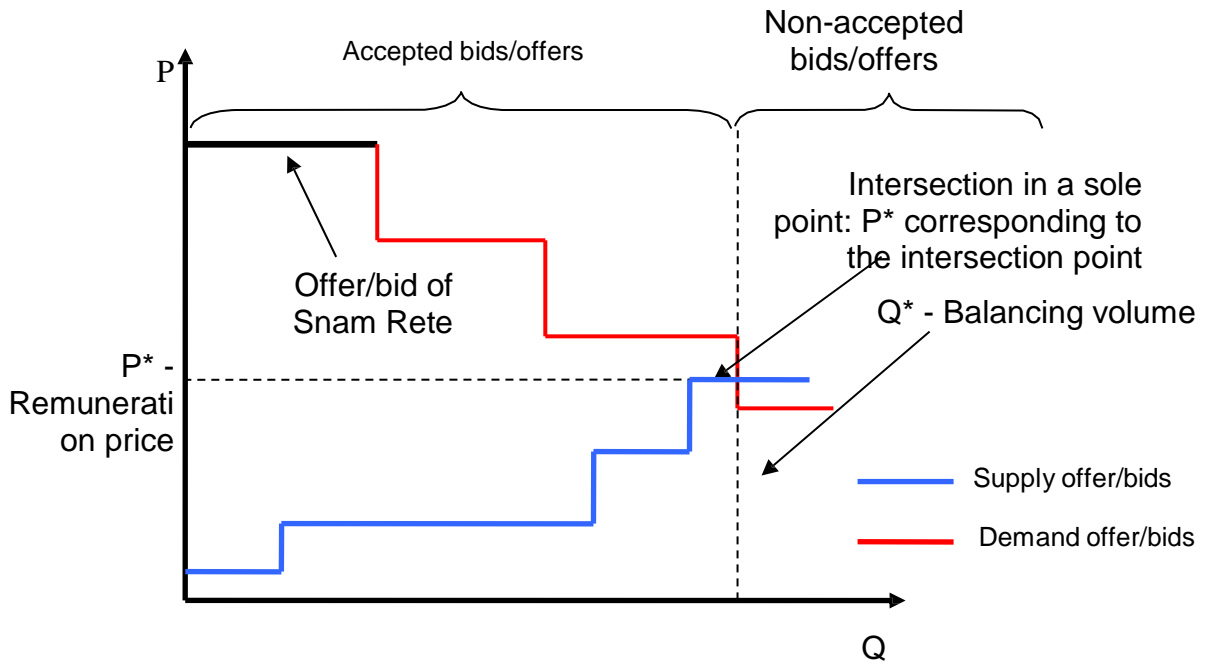 Non-accepted
bids/offers
Accepted bids/offers
P
Intersection in a sole
point: P* corresponding to
the intersection point
Offer/bid of
Snam Rete
Q* - Balancing volume
P* -
Remunerati
on price
Supply offer/bids
Demand offer/bids
Q